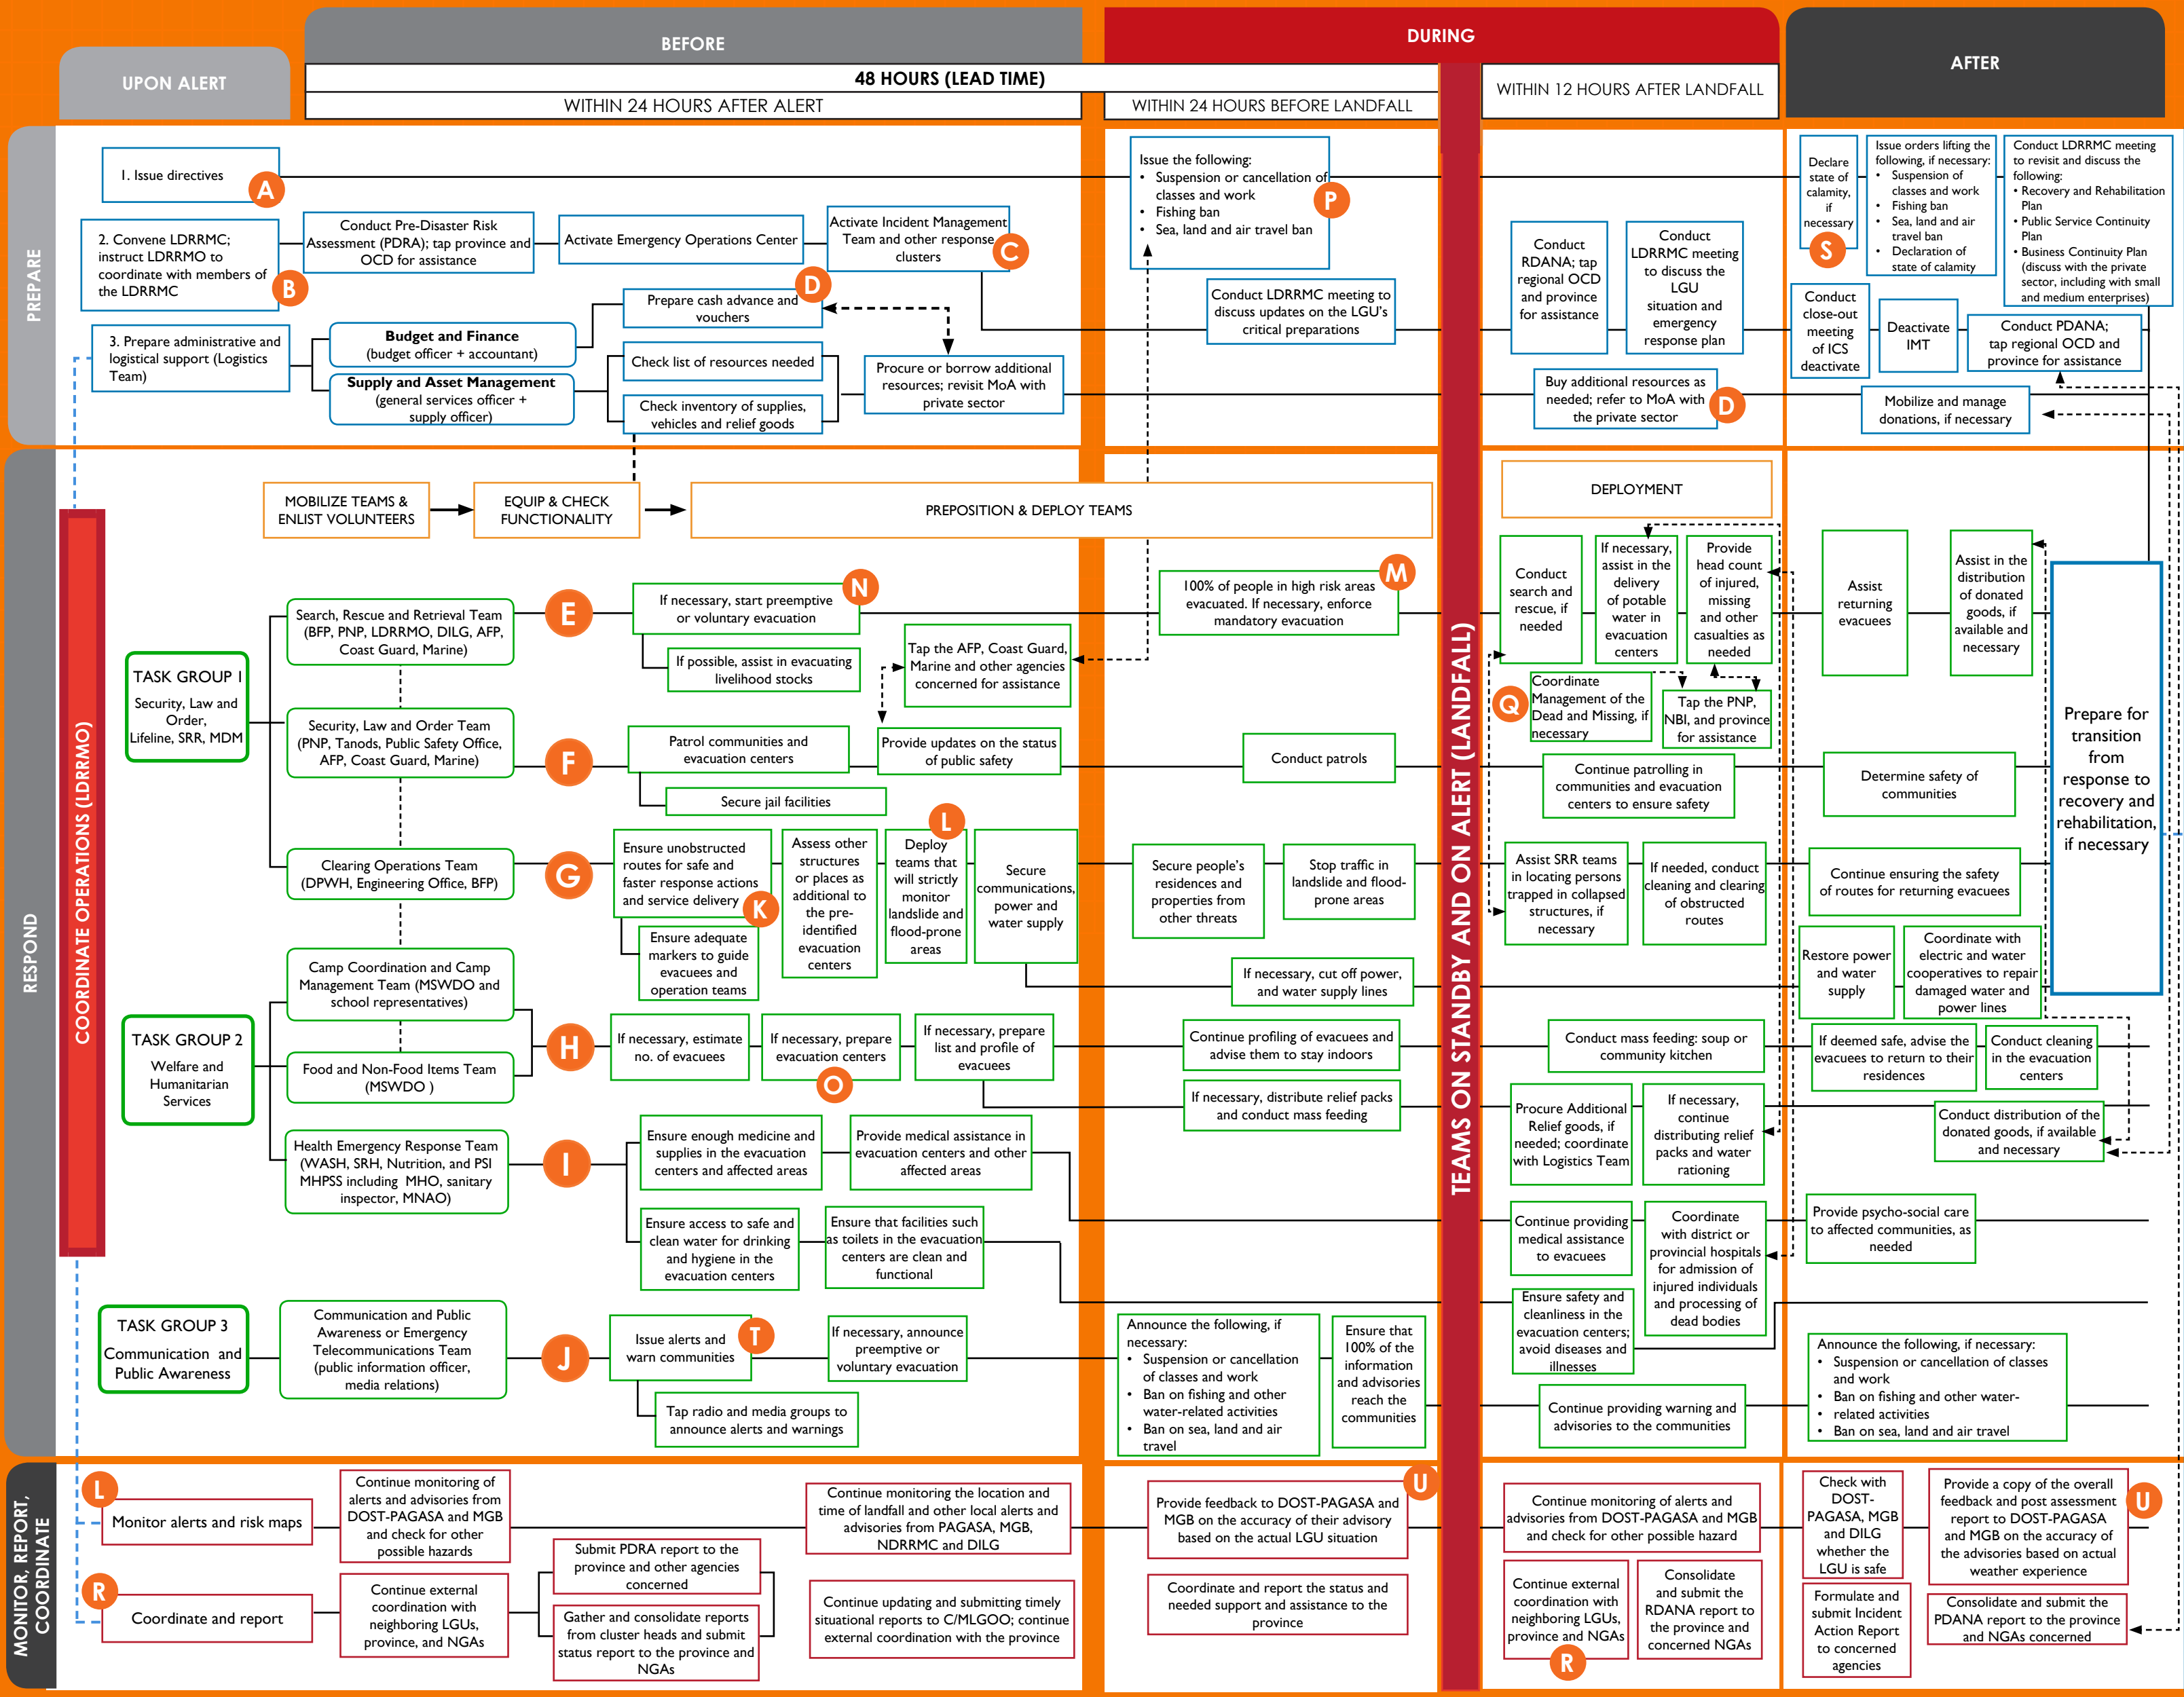 BEFORE
DURING
AFTER
UPON ALERT
48 HOURS (LEAD TIME)
WITHIN 24 HOURS AFTER ALERT
WITHIN 24 HOURS BEFORE LANDFALL
WITHIN 12 HOURS AFTER LANDFALL
PREPARE
1. Issue directives
A
2. Convene LDRRMC;
instruct LDRRMO to
coordinate with members of
the LDRRMC
B
Conduct Pre-Disaster Risk
Assessment (PDRA); tap province and
OCD for assistance
Activate Emergency Operations Center
Activate Incident Management
Team and other response
clusters
C
3. Prepare administrative and
logistical support (Logistics
Team)
Budget and Finance
(budget officer + accountant)
Supply and Asset Management
(general services officer +
supply officer)
Prepare cash advance and
vouchers
D
Check list of resources needed
Check inventory of supplies,
vehicles and relief goods
Procure or borrow additional
resources; revisit MoA with
private sector
Issue the following:
• Suspension or cancellation of
classes and work
• Fishing ban
• Sea, land and air travel ban
P
Conduct LDRRMC meeting to
discuss updates on the LGU's
critical preparations
Conduct
RDANA; tap
regional OCD
and province
for assistance
Conduct
LDRRMC meeting
to discuss the
LGU
situation and
emergency
response plan
Buy additional resources as
needed; refer to MoA with
the private sector
D
Declare
state of
calamity,
if
necessary
S
Issue orders lifting the
following, if necessary:
• Suspension of
classes and work
• Fishing ban
• Sea, land and air
travel ban
• Declaration of
state of calamity
Conduct LDRRMC meeting
to revisit and discuss the
following:
• Recovery and Rehabilitation
Plan
• Public Service Continuity
Plan
• Business Continuity Plan
(discuss with the private
sector, including with small
and medium enterprises)
Conduct
close-out
meeting
of ICS
deactivate
Deactivate
IMT
Conduct PDANA;
tap regional OCD and
province for assistance
Mobilize and manage
donations, if necessary
RESPOND
COORDINATE OPERATIONS (LDRRMO)
MOBILIZE TEAMS &
ENLIST VOLUNTEERS
EQUIP & CHECK
FUNCTIONALITY
PREPOSITION & DEPLOY TEAMS
DEPLOYMENT
TEAMS ON STANDBY AND ON ALERT (LANDFALL)
TASK GROUP 1
Security, Law and
Order,
Lifeline, SRR, MDM
Search, Rescue and Retrieval Team
(BFP, PNP, LDRRMO, DILG, AFP,
Coast Guard, Marine)
E
If necessary, start preemptive
or voluntary evacuation
N
If possible, assist in evacuating
livelihood stocks
Tap the AFP, Coast Guard,
Marine and other agencies
concerned for assistance
100% of people in high risk areas
evacuated. If necessary, enforce
mandatory evacuation
M
Conduct
search and
rescue, if
needed
If necessary,
assist in the
delivery
of potable
water in
evacuation
centers
Provide
head count
of injured,
missing
and other
casualties as
needed
Q
Coordinate
Management of the
Dead and Missing, if
necessary
Tap the PNP,
NBI, and province
for assistance
Assist
returning
evacuees
Assist in the
distribution
of donated
goods, if
available and
necessary
Prepare for
transition
from
response to
recovery and
rehabilitation,
if necessary
Security, Law and Order Team
(PNP, Tanods, Public Safety Office,
AFP, Coast Guard, Marine)
F
Patrol communities and
evacuation centers
Secure jail facilities
Provide updates on the status
of public safety
Conduct patrols
Continue patrolling in
communities and evacuation
centers to ensure safety
Determine safety of
communities
Clearing Operations Team
(DPWH, Engineering Office, BFP)
G
Ensure unobstructed
routes for safe and
faster response actions
and service delivery
K
Ensure adequate
markers to guide
evacuees and
operation teams
Assess other
structures
or places as
additional to
the pre-
identified
evacuation
centers
L
Deploy
teams that
will strictly
monitor
landslide and
flood-prone
areas
Secure
communications,
power and
water supply
Secure people's
residences and
properties from
other threats
Stop traffic in
landslide and flood-
prone areas
If necessary, cut off power,
and water supply lines
Assist SRR teams
in locating persons
trapped in collapsed
structures, if
necessary
If needed, conduct
cleaning and clearing
of obstructed
routes
Continue ensuring the safety
of routes for returning evacuees
Restore power
and water
supply
Coordinate with
electric and water
cooperatives to repair
damaged water and
power lines
TASK GROUP 2
Welfare and
Humanitarian
Services
Camp Coordination and Camp
Management Team (MSWDO and
school representatives)
Food and Non-Food Items Team
(MSWDO )
H
If necessary, estimate
no. of evacuees
If necessary, prepare
evacuation centers
O
If necessary, prepare
list and profile of
evacuees
Continue profiling of evacuees and
advise them to stay indoors
If necessary, distribute relief packs
and conduct mass feeding
Conduct mass feeding: soup or
community kitchen
Procure Additional
Relief goods, if
needed; coordinate
with Logistics Team
If necessary,
continue
distributing relief
packs and water
rationing
If deemed safe, advise the
evacuees to return to their
residences
Conduct cleaning
in the evacuation
centers
Conduct distribution of the
donated goods, if available
and necessary
Health Emergency Response Team
(WASH, SRH, Nutrition, and PSI
MHPSS including MHO, sanitary
inspector, MNAO)
I
Ensure enough medicine and
supplies in the evacuation
centers and affected areas
Provide medical assistance in
evacuation centers and other
affected areas
Ensure access to safe and
clean water for drinking
and hygiene in the
evacuation centers
Ensure that facilities such
as toilets in the evacuation
centers are clean and
functional
Continue providing
medical assistance
to evacuees
Coordinate
with district or
provincial hospitals
for admission of
injured individuals
and processing of
dead bodies
Ensure safety and
cleanliness in the
evacuation centers;
avoid diseases and
illnesses
Provide psycho-social care
to affected communities, as
needed
TASK GROUP 3
Communication and
Public Awareness
Communication and Public
Awareness or Emergency
Telecommunications Team
(public information officer,
media relations)
J
Issue alerts and
warn communities
T
Tap radio and media groups to
announce alerts and warnings
If necessary, announce
preemptive or
voluntary evacuation
Announce the following, if
necessary:
• Suspension or cancellation
of classes and work
• Ban on fishing and other
water-related activities
• Ban on sea, land and air
travel
Ensure that
100% of the
information
and advisories
reach the
communities
Continue providing warning and
advisories to the communities
Announce the following, if necessary:
• Suspension or cancellation of classes
and work
• Ban on fishing and other water-
• related activities
• Ban on sea, land and air travel
MONITOR, REPORT,
COORDINATE
L
Monitor alerts and risk maps
Continue monitoring of
alerts and advisories from
DOST-PAGASA and MGB
and check for other
possible hazards
Continue monitoring the location and
time of landfall and other local alerts and
advisories from PAGASA, MGB,
NDRRMC and DILG
Provide feedback to DOST-PAGASA and
MGB on the accuracy of their advisory
based on the actual LGU situation
U
Continue monitoring of alerts and
advisories from DOST-PAGASA and MGB
and check for other possible hazard
Check with
DOST-
PAGASA, MGB
and DILG
whether the
LGU is safe
Provide a copy of the overall
feedback and post assessment
report to DOST-PAGASA
and MGB on the accuracy of
the advisories based on actual
weather experience
U
R
Coordinate and report
Continue external
coordination with
neighboring LGUs,
province, and NGAs
Submit PDRA report to the
province and other agencies
concerned
Gather and consolidate reports
from cluster heads and submit
status report to the province and
NGAs
Continue updating and submitting timely
situational reports to C/MLGOO; continue
external coordination with the province
Coordinate and report the status and
needed support and assistance to the
province
Continue external
coordination with
neighboring LGUs,
province and NGAs
R
Consolidate
and submit the
RDANA report to
the province and
concerned NGAs
Formulate and
submit Incident
Action Report
to concerned
agencies
Consolidate and submit the
PDANA report to the province
and NGAs concerned